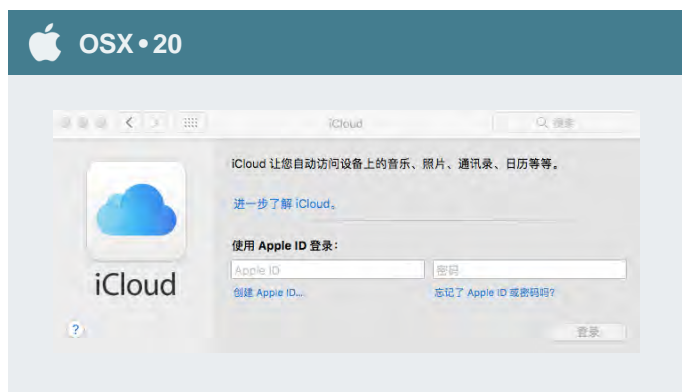 OSX•20
iCloud
搜索
iCloud 让您自动访问设备上的音乐、照片、通讯录、日历等等。
进一步了解 iCloud。
使用 Apple ID 登录：
Apple ID
密码
iCloud
创建 Apple ID...
忘记了 Apple ID 或密码吗？
?
登录